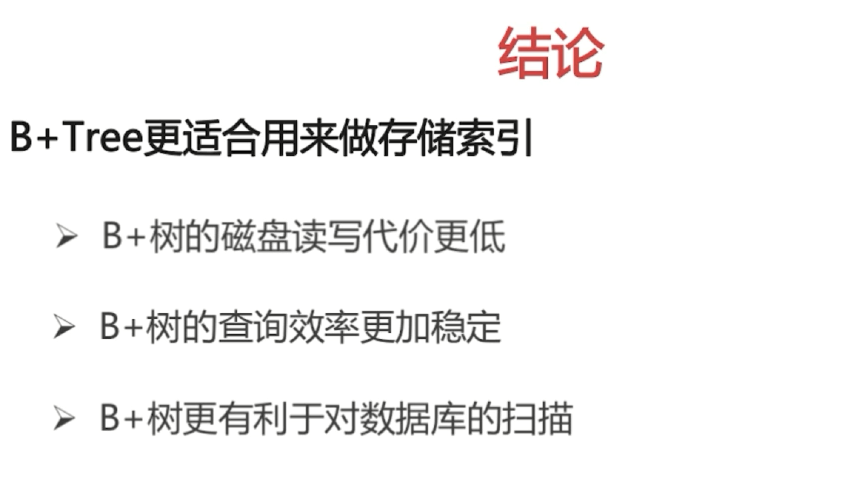 结论
B+Tree更适合用来做存储索引
➢ B+树的磁盘读写代价更低
➢ B+树的查询效率更加稳定
➢ B+树更有利于对数据库的扫描